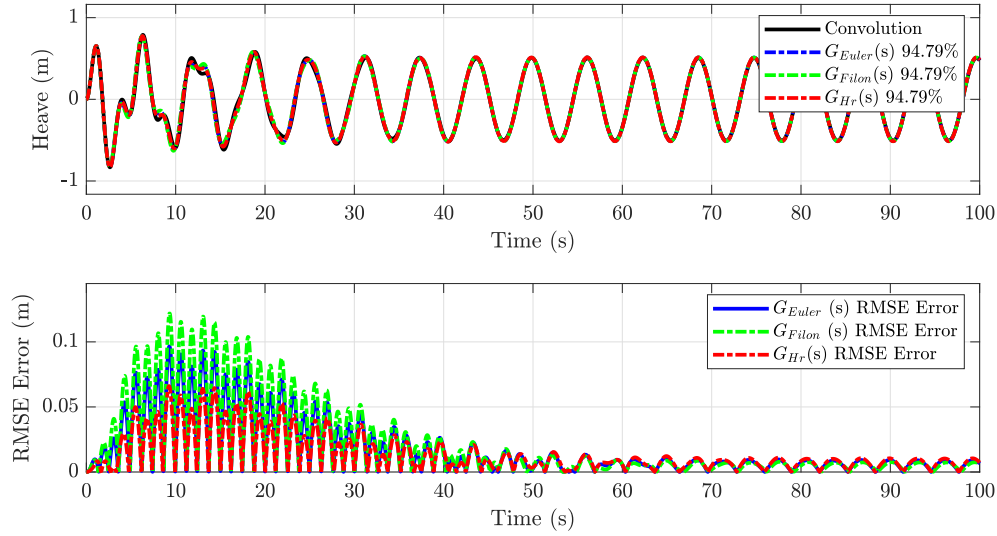 Heave (m)
1
0
-1
Convolution
G_Euler(s) 94.79%
G_Filon(s) 94.79%
G_Hr(s) 94.79%
0 10 20 30 40 50 60 70 80 90 100
Time (s)
RMSE Error (m)
0.1
0.05
0
G_Euler (s) RMSE Error
G_Filon (s) RMSE Error
G_Hr(s) RMSE Error
0 10 20 30 40 50 60 70 80 90 100
Time (s)